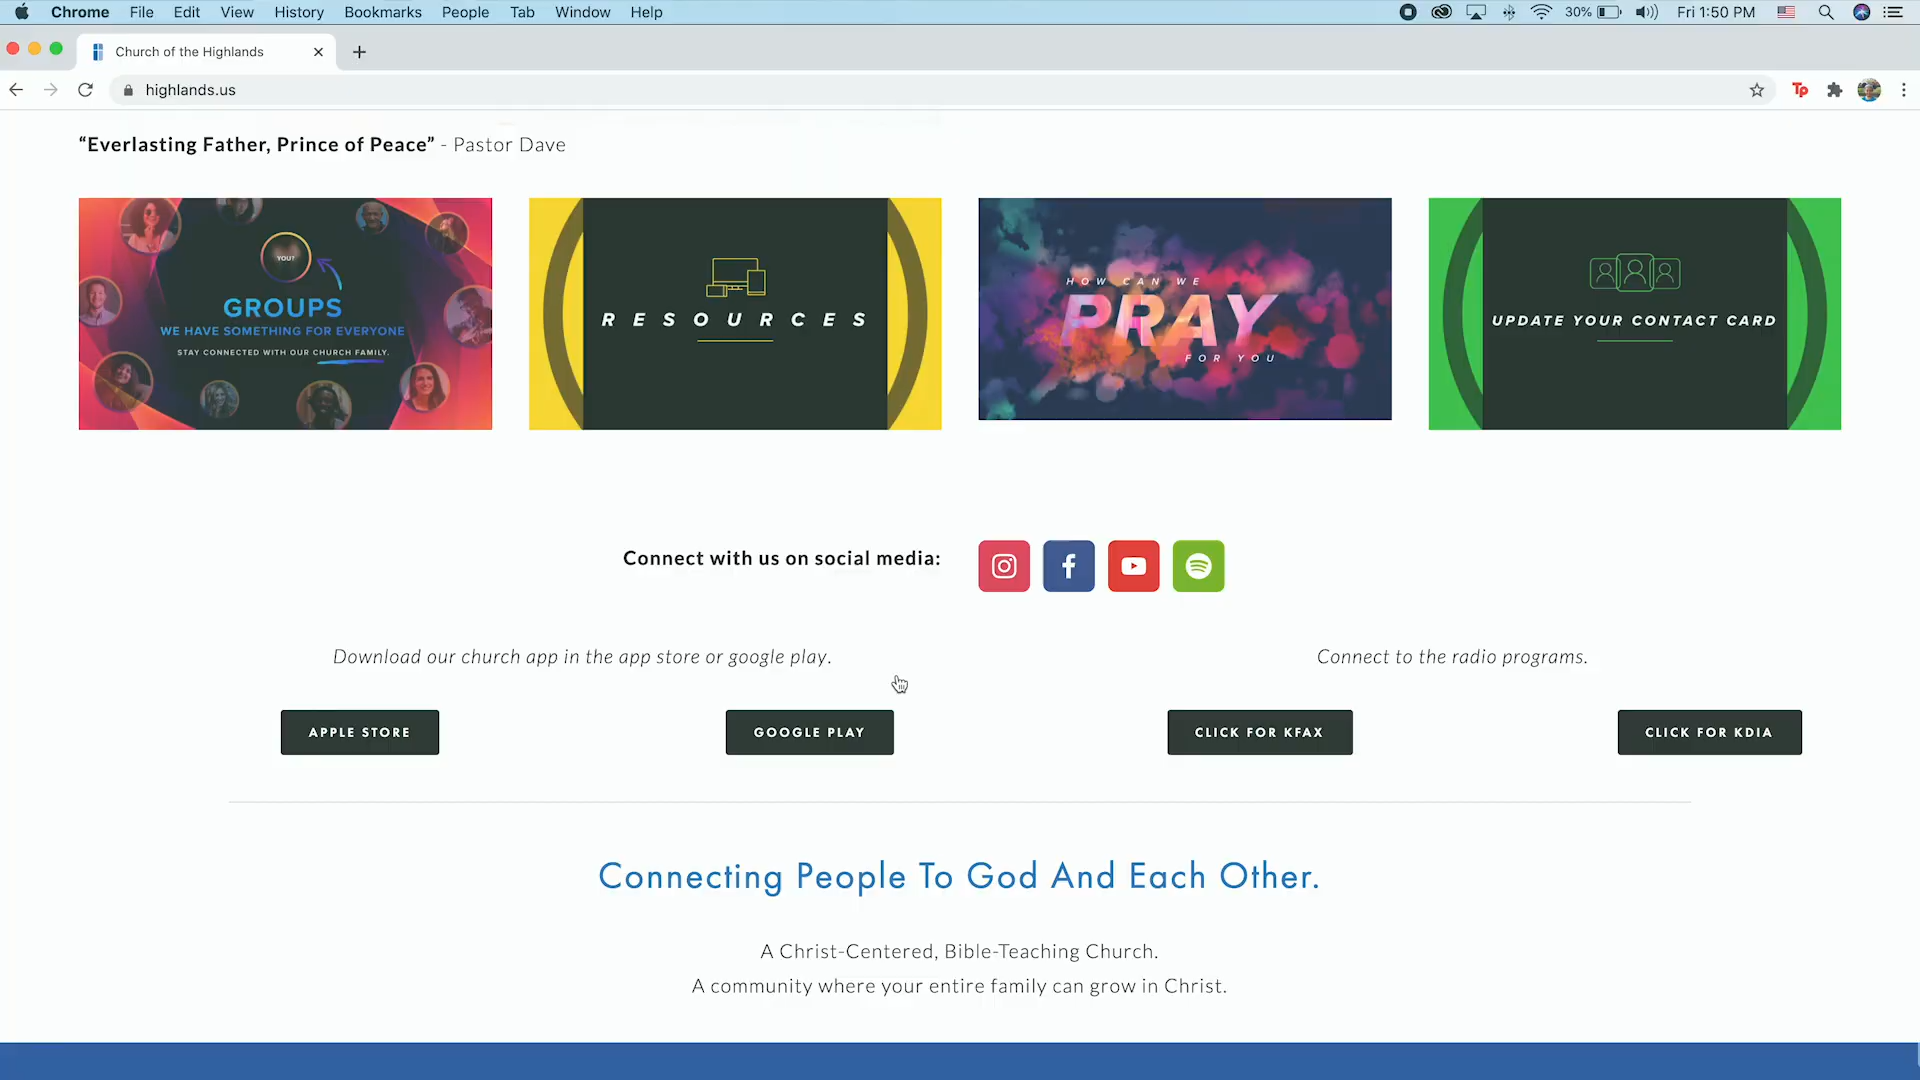 Chrome File Edit View History Bookmarks People Tab Window Help
30% Fri 1:50 PM
Church of the Highlands
highlands.us
Tp
“Everlasting Father, Prince of Peace” - Pastor Dave
YOU?
GROUPS
WE HAVE SOMETHING FOR EVERYONE
STAY CONNECTED WITH OUR CHURCH FAMILY.
RESOURCES
HOW CAN WE
PRAY
FOR YOU
UPDATE YOUR CONTACT CARD
Connect with us on social media:
Download our church app in the app store or google play.
Connect to the radio programs.
APPLE STORE
GOOGLE PLAY
CLICK FOR KFAX
CLICK FOR KDIA
Connecting People To God And Each Other.
A Christ-Centered, Bible-Teaching Church.
A community where your entire family can grow in Christ.